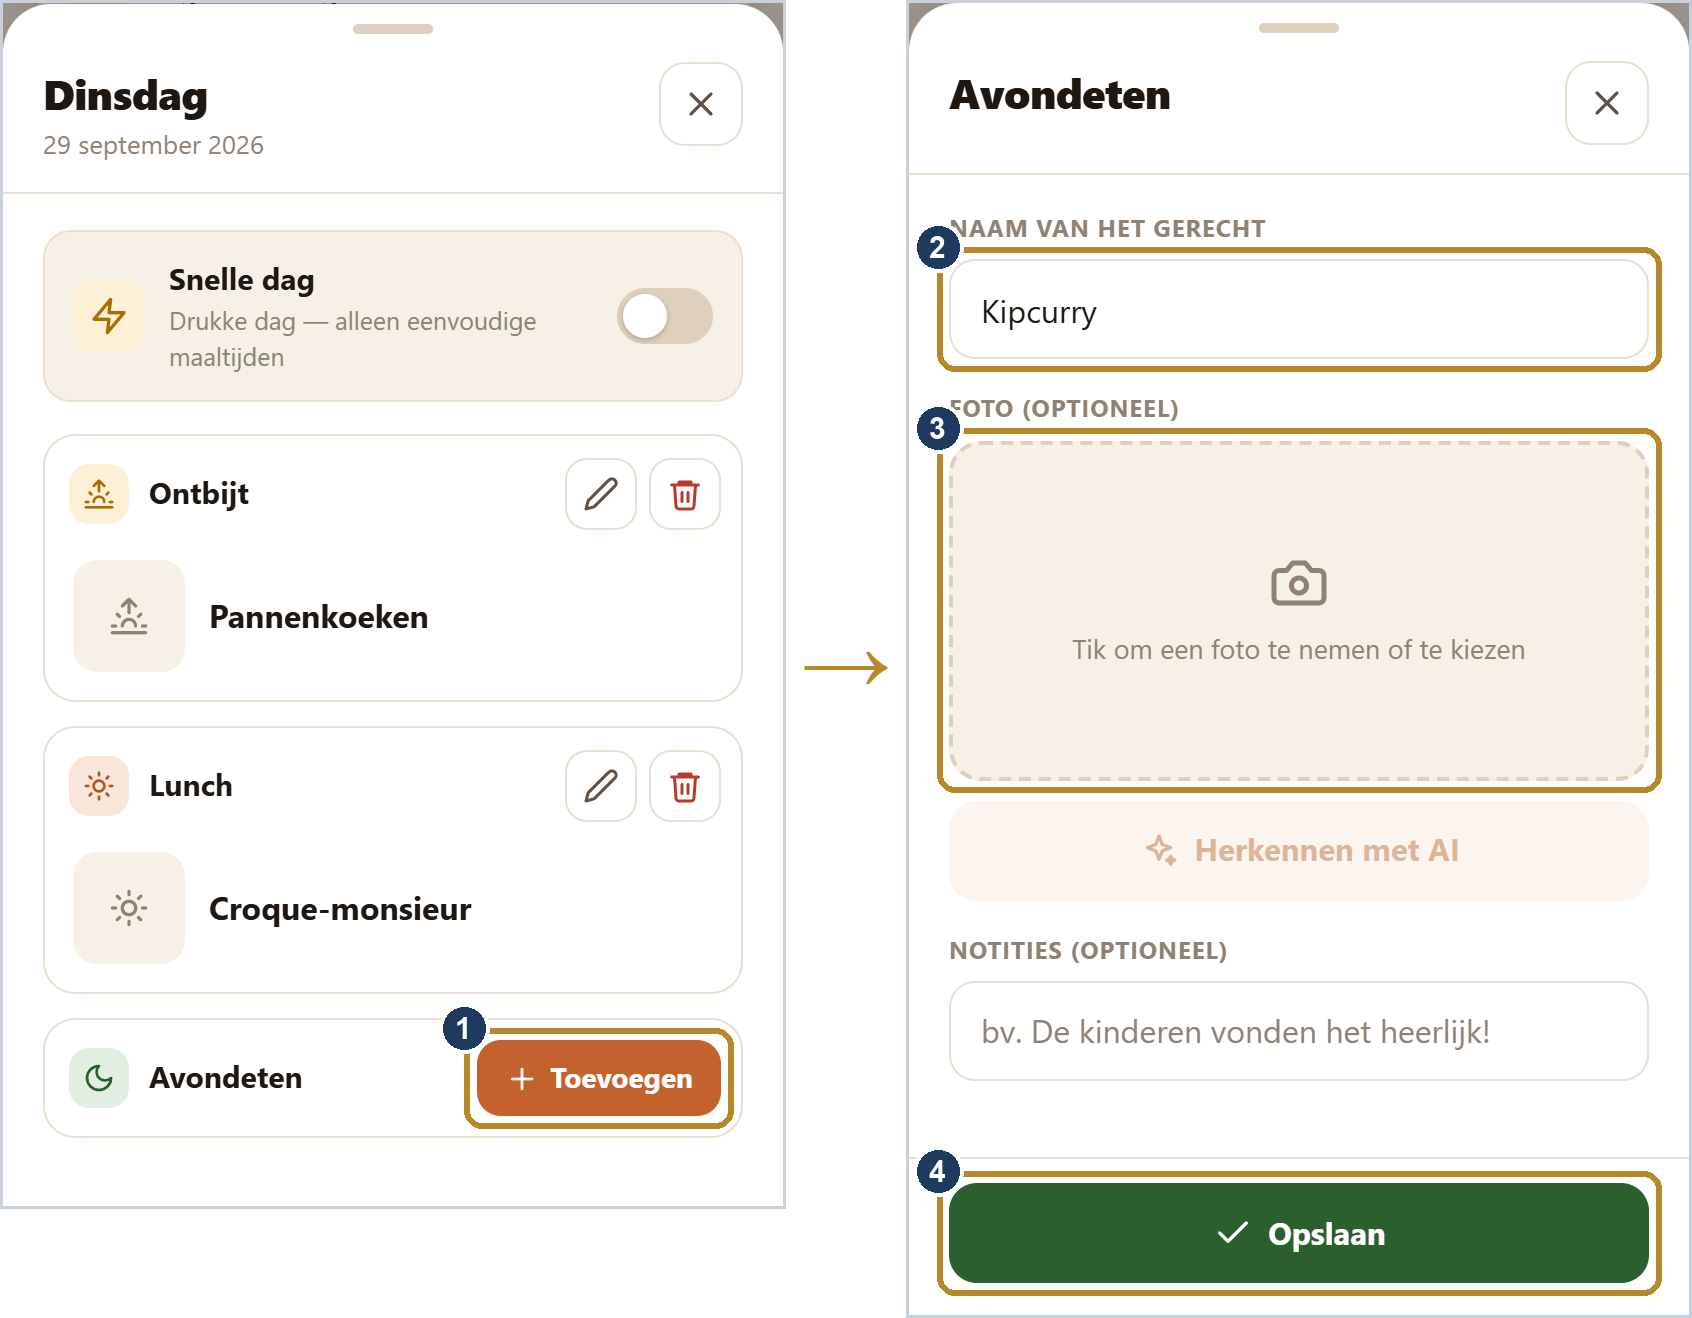 Dinsdag
29 september 2026
Snelle dag
Drukke dag — alleen eenvoudige
maaltijden
Ontbijt
Pannenkoeken
Lunch
Croque-monsieur
1
Avondeten
Toevoegen
Avondeten
NAAM VAN HET GERECHT
2
Kipcurry
FOTO (OPTIONEEL)
3
Tik om een foto te nemen of te kiezen
Herkennen met AI
NOTITIES (OPTIONEEL)
bv. De kinderen vonden het heerlijk!
4
Opslaan